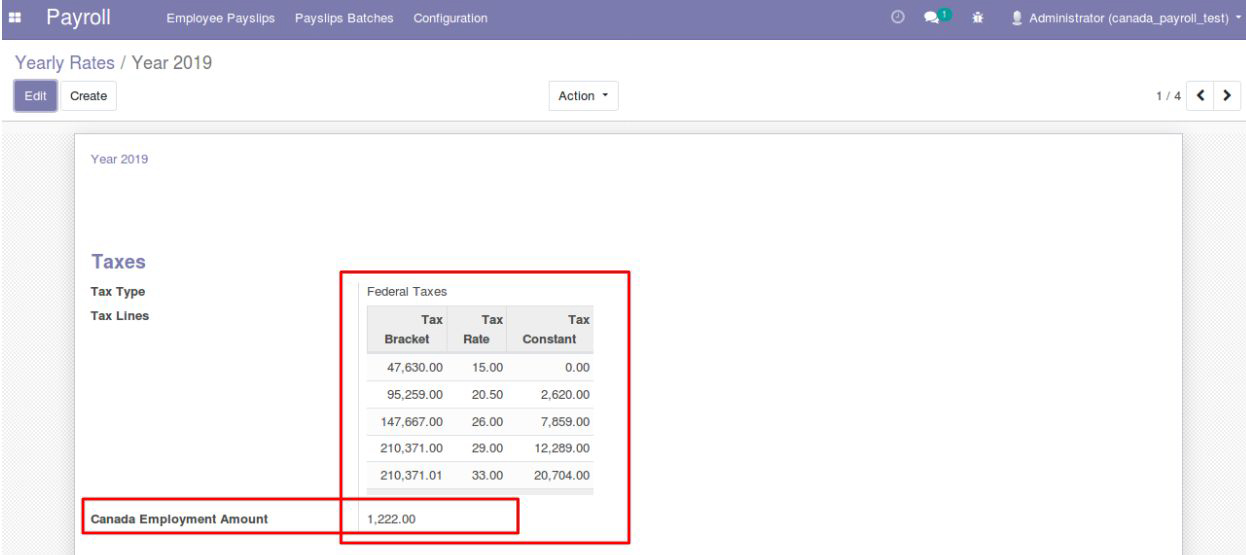 Payroll Employee Payslips Payslips Batches Configuration 1 Administrator (canada_payroll_test)
Yearly Rates / Year 2019
Edit Create Action 1 / 4
Year 2019
Taxes
Tax Type Federal Taxes
Tax Lines
Tax Bracket Tax Rate Tax Constant
47,630.00 15.00 0.00
95,259.00 20.50 2,620.00
147,667.00 26.00 7,859.00
210,371.00 29.00 12,289.00
210,371.01 33.00 20,704.00
Canada Employment Amount 1,222.00